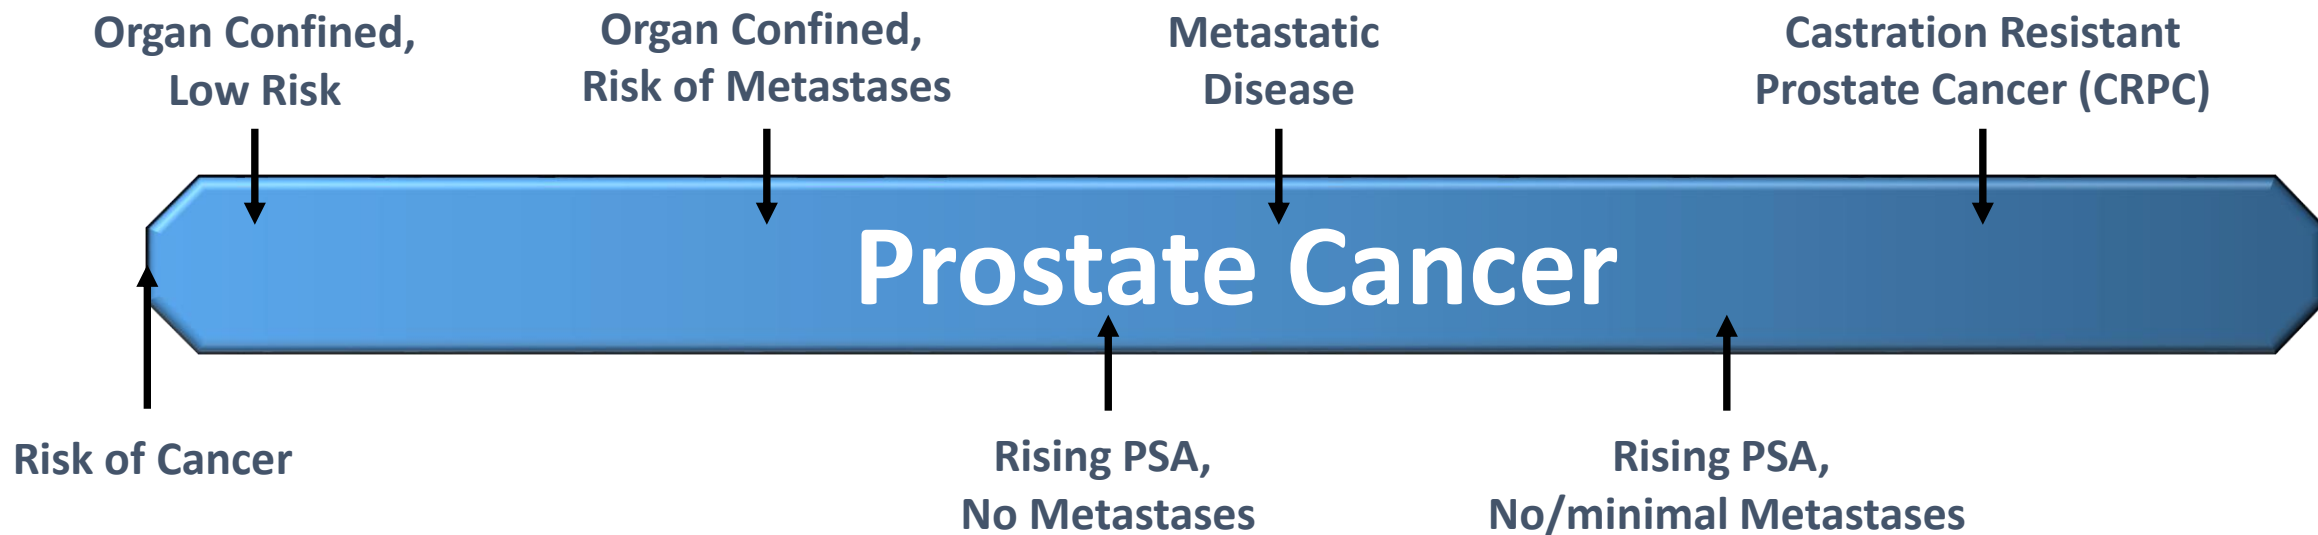 Organ Confined,
Low Risk
Organ Confined,
Risk of Metastases
Metastatic
Disease
Castration Resistant
Prostate Cancer (CRPC)
Prostate Cancer
Risk of Cancer
Rising PSA,
No Metastases
Rising PSA,
No/minimal Metastases